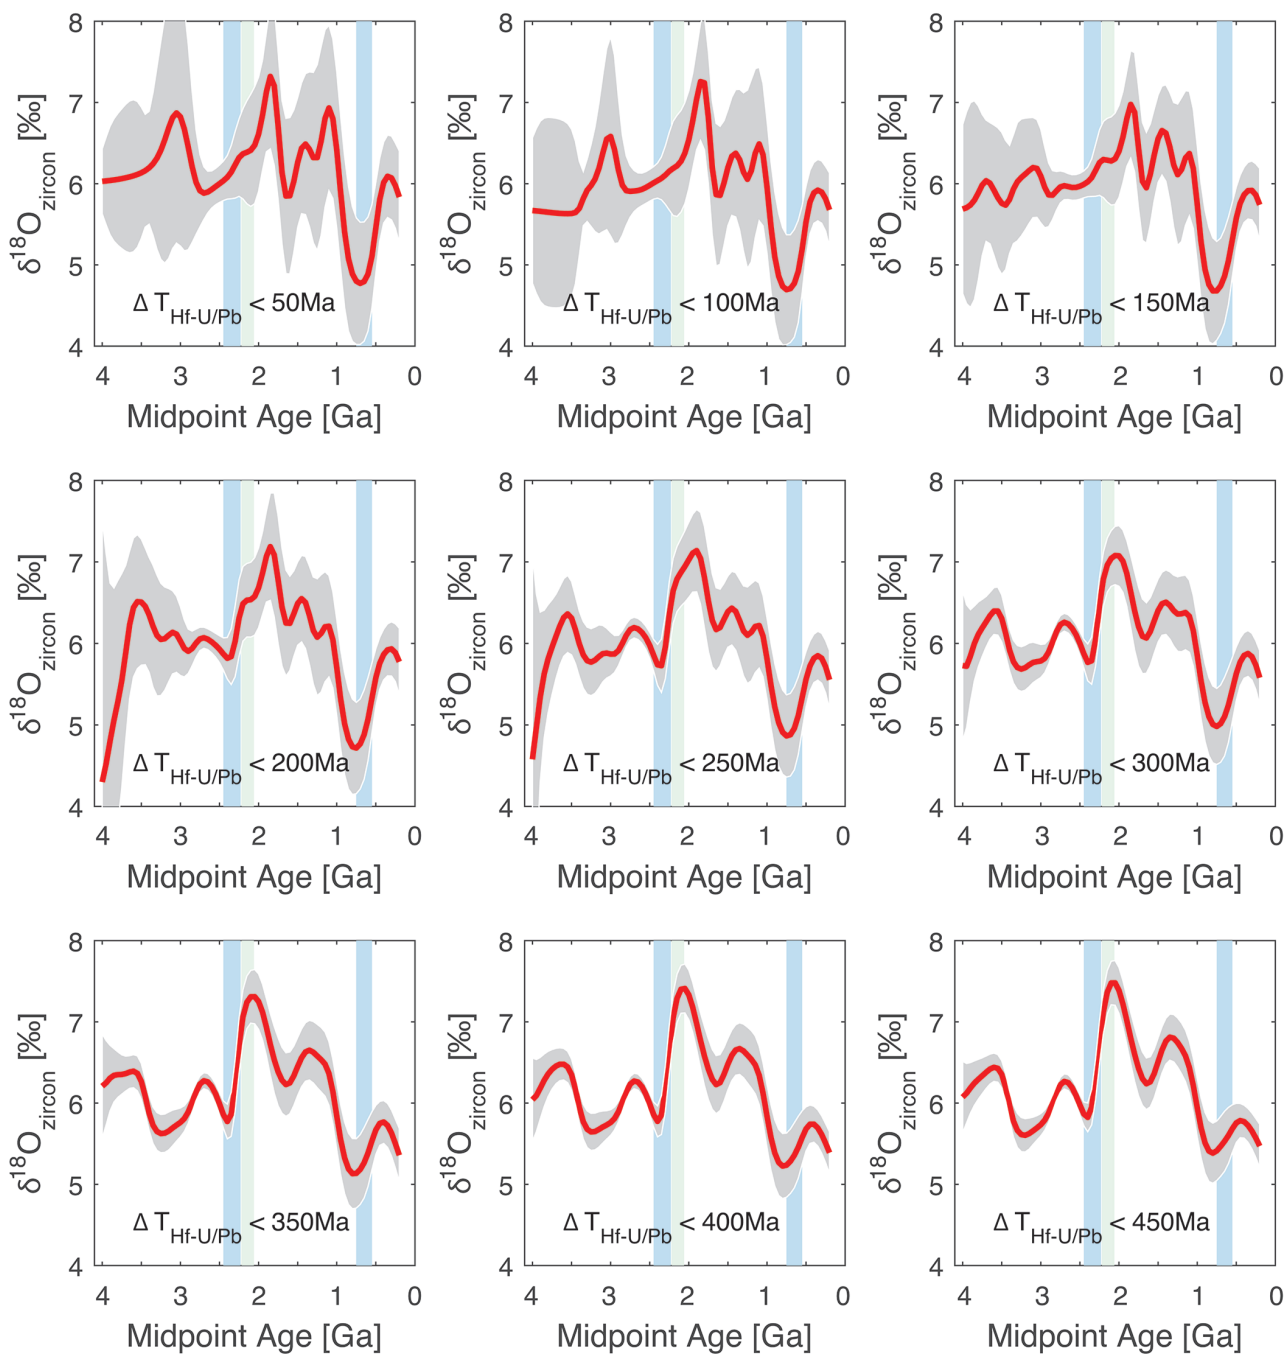 8 8 8
7 7 7
6 6 6
5 5 5
4 4 4
δ18Ozircon [‰] δ18Ozircon [‰] δ18Ozircon [‰]
Δ THf-U/Pb < 50Ma Δ THf-U/Pb < 100Ma Δ THf-U/Pb < 150Ma
4 3 2 1 0 4 3 2 1 0 4 3 2 1 0
Midpoint Age [Ga] Midpoint Age [Ga] Midpoint Age [Ga]
8 8 8
7 7 7
6 6 6
5 5 5
4 4 4
δ18Ozircon [‰] δ18Ozircon [‰] δ18Ozircon [‰]
Δ THf-U/Pb < 200Ma Δ THf-U/Pb < 250Ma Δ THf-U/Pb < 300Ma
4 3 2 1 0 4 3 2 1 0 4 3 2 1 0
Midpoint Age [Ga] Midpoint Age [Ga] Midpoint Age [Ga]
8 8 8
7 7 7
6 6 6
5 5 5
4 4 4
δ18Ozircon [‰] δ18Ozircon [‰] δ18Ozircon [‰]
Δ THf-U/Pb < 350Ma Δ THf-U/Pb < 400Ma Δ THf-U/Pb < 450Ma
4 3 2 1 0 4 3 2 1 0 4 3 2 1 0
Midpoint Age [Ga] Midpoint Age [Ga] Midpoint Age [Ga]